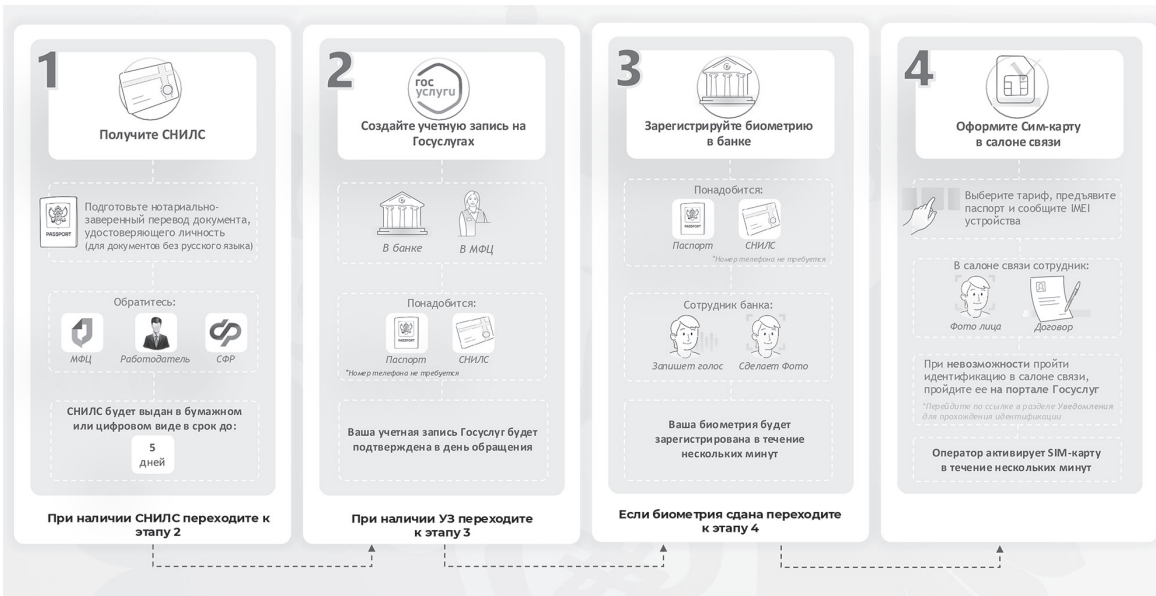 1
Получите СНИЛС
PASSPORT
Подготовьте нотариально-
заверенный перевод документа,
удостоверяющего личность
(для документов без русского языка)
Обратитесь:
МФЦ
Работодатель
СФР
СНИЛС будет выдан в бумажном
или цифровом виде в срок до:
5
дней
При наличии СНИЛС переходите к
этапу 2
2
гос
услуги
Создайте учетную запись на
Госуслугах
В банке
В МФЦ
Понадобится:
PASSPORT
Паспорт
СНИЛС
*Номер телефона не требуется
Ваша учетная запись Госуслуг будет
подтверждена в день обращения
При наличии УЗ переходите
к этапу 3
3
Зарегистрируйте биометрию
в банке
Понадобится:
PASSPORT
Паспорт
СНИЛС
*Номер телефона не требуется
Сотрудник банка:
Запишет голос
Сделает Фото
Ваша биометрия будет
зарегистрирована в течение
нескольких минут
Если биометрия сдана переходите
к этапу 4
4
Оформите Сим-карту
в салоне связи
Выберите тариф, предъявите
паспорт и сообщите IMEI
устройства
В салоне связи сотрудник:
Фото лица
Договор
При невозможности пройти
идентификацию в салоне связи,
пройдите ее на портале Госуслуг
*Перейдите по ссылке в разделе Уведомления
для прохождения идентификации
Оператор активирует SIM-карту
в течение нескольких минут